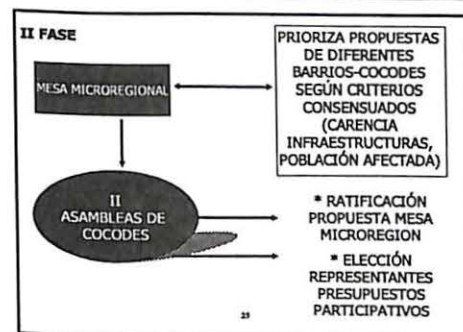 II FASE
MESA MICROREGIONAL
PRIORIZA PROPUESTAS
DE DIFERENTES
BARRIOS-COCODES
SEGÚN CRITERIOS
CONSENSUADOS
(CARENCIA
INFRAESTRUCTURAS,
POBLACIÓN AFECTADA)
II
ASAMBLEAS DE
COCODES
* RATIFICACIÓN
PROPUESTA MESA
MICROREGION
* ELECCIÓN
REPRESENTANTES
PRESUPUESTOS
PARTICIPATIVOS